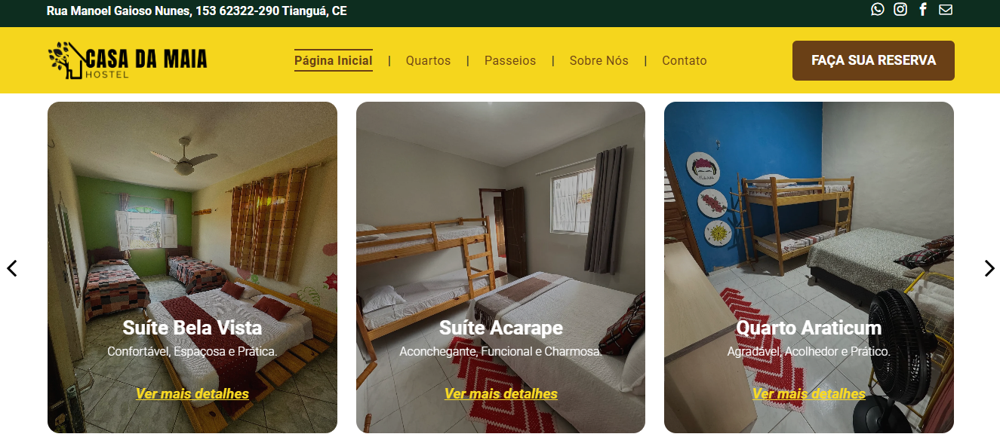 Rua Manoel Gaioso Nunes, 153 62322-290 Tianguá, CE
CASA DA MAIA
HOSTEL
Página Inicial | Quartos | Passeios | Sobre Nós | Contato
FAÇA SUA RESERVA
Suíte Bela Vista
Confortável, Espaçosa e Prática.
Ver mais detalhes
Suíte Acarape
Aconchegante, Funcional e Charmosa.
Ver mais detalhes
Quarto Araticum
Agradável, Acolhedor e Prático.
Ver mais detalhes